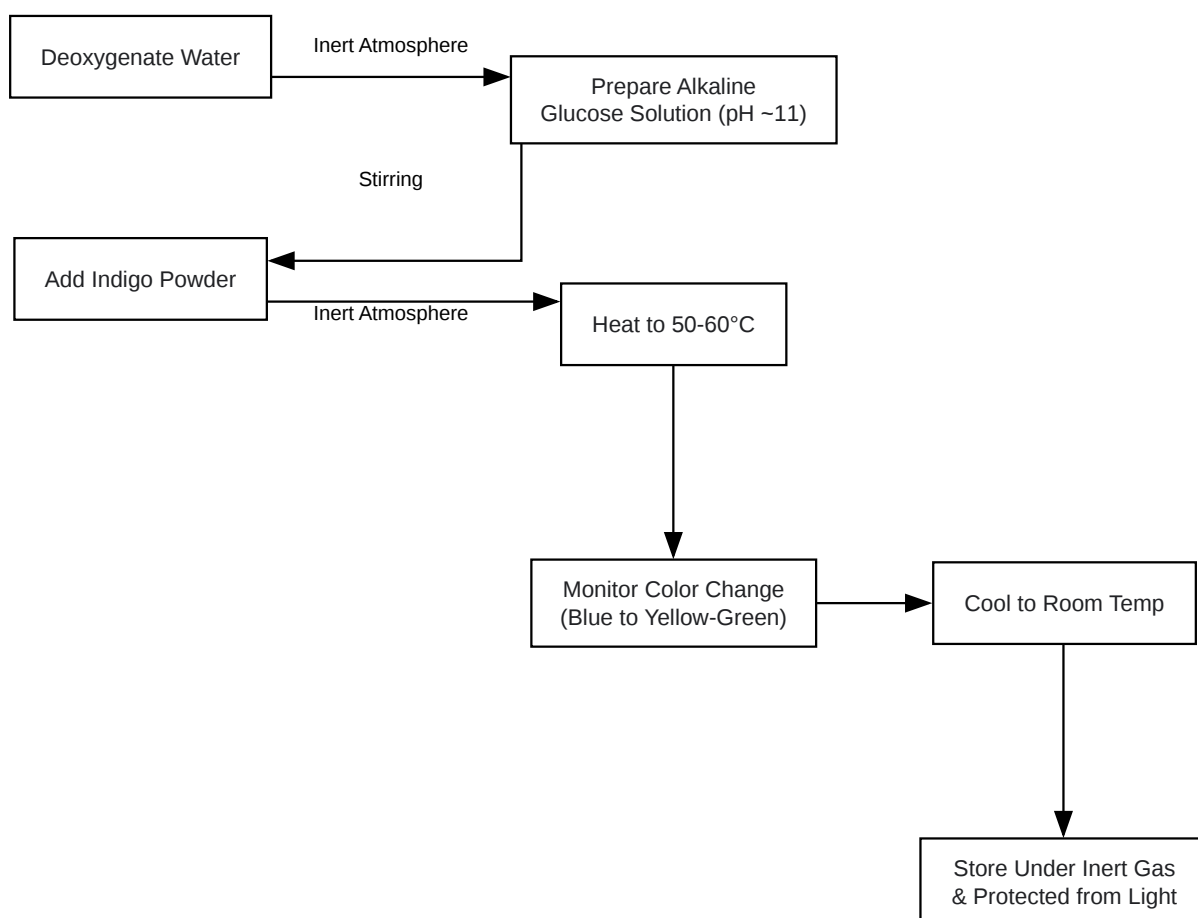 Deoxygenate Water
Inert Atmosphere
Prepare Alkaline
Glucose Solution (pH ~11)
Stirring
Add Indigo Powder
Inert Atmosphere
Heat to 50-60°C
Monitor Color Change
(Blue to Yellow-Green)
Cool to Room Temp
Store Under Inert Gas
& Protected from Light